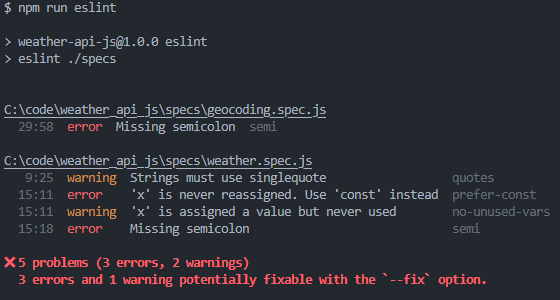 $ npm run eslint
> weather-api-js@1.0.0 eslint
> eslint ./specs
C:\code\weather_api_js\specs\geocoding.spec.js
29:58 error Missing semicolon semi
C:\code\weather_api_js\specs\weather.spec.js
9:25 warning Strings must use singlequote quotes
15:11 error 'x' is never reassigned. Use 'const' instead prefer-const
15:11 warning 'x' is assigned a value but never used no-unused-vars
15:18 error Missing semicolon semi
❌ 5 problems (3 errors, 2 warnings)
3 errors and 1 warning potentially fixable with the `--fix` option.